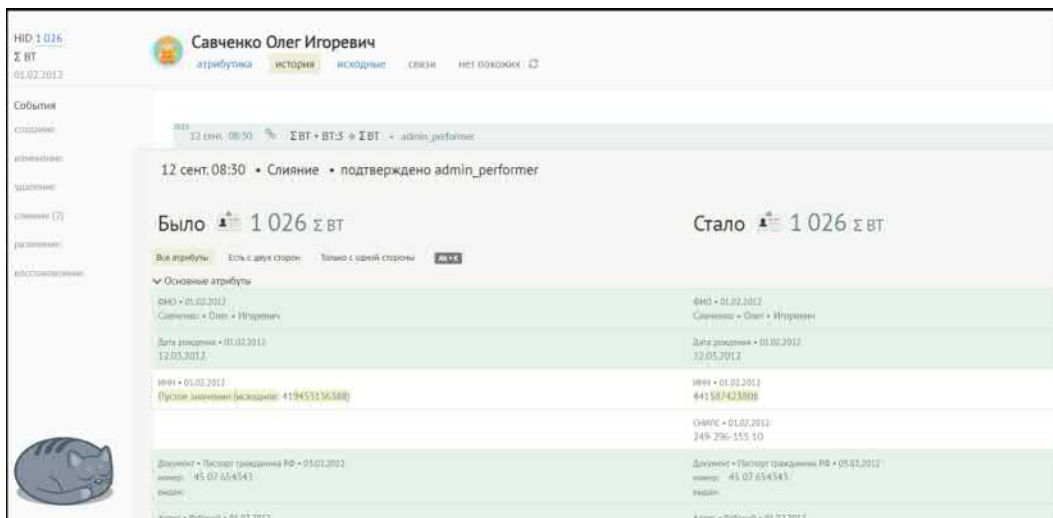 HID 1 026
Σ ВТ
01.02.2012
События
создание
изменение
удаление
слияние (2)
разделение
восстановление
Савченко Олег Игоревич
атрибутика история исходные связи нет похожих
12 сент. 08:30 Σ ВТ + ВТ:3 → Σ ВТ • admin_performer
12 сент. 08:30 • Слияние • подтверждено admin_performer
Было 1 026 Σ ВТ
Стало 1 026 Σ ВТ
Все атрибуты Есть с двух сторон Только с одной стороны
Основные атрибуты
ФИО • 01.02.2012
Савченко • Олег • Игоревич
ФИО • 01.02.2012
Савченко • Олег • Игоревич
Дата рождения • 01.02.2012
12.03.2012
Дата рождения • 01.02.2012
12.03.2012
ИНН • 01.02.2012
Пустое значение (исходное: 419453156388)
ИНН • 01.02.2012
441587423808
СНИЛС • 01.02.2012
249-296-155 10
Документ • Паспорт гражданина РФ • 03.02.2012
номер: 45 07 654343
выдан:
Документ • Паспорт гражданина РФ • 03.02.2012
номер: 45 07 654343
выдан: